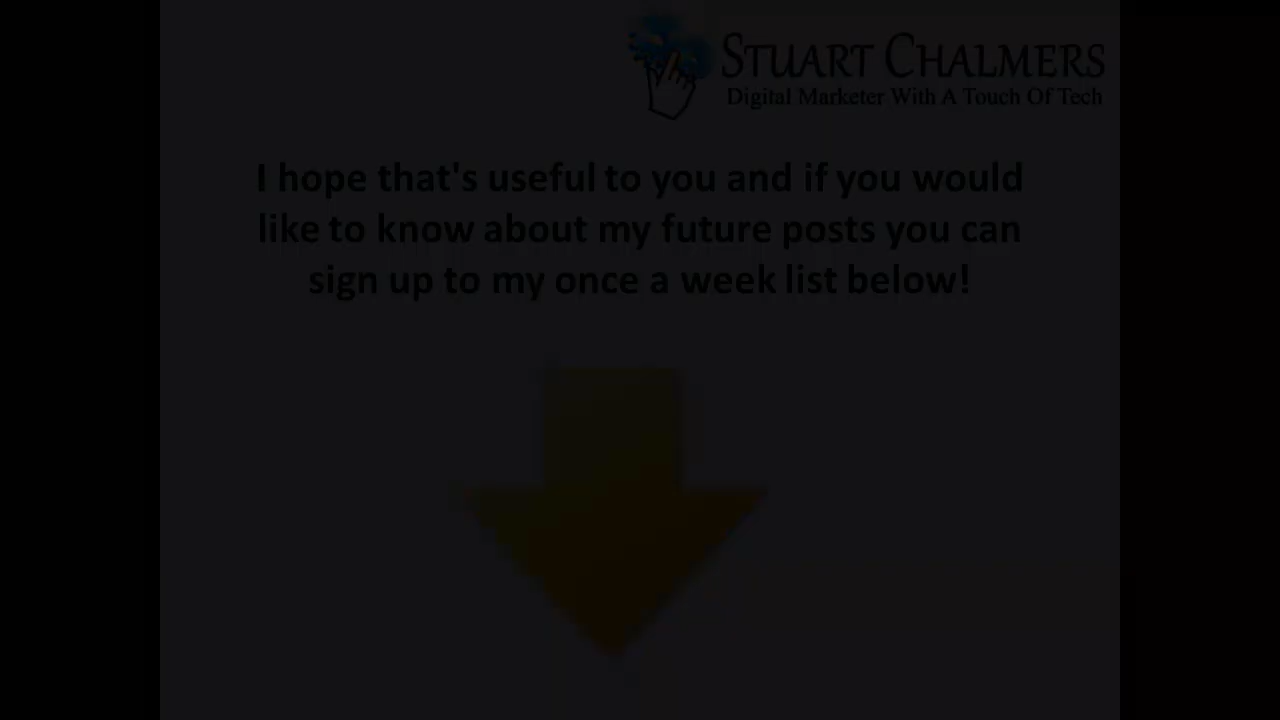 STUART CHALMERS
Digital Marketer With A Touch Of Tech
I hope that's useful to you and if you would
like to know about my future posts you can
sign up to my once a week list below!